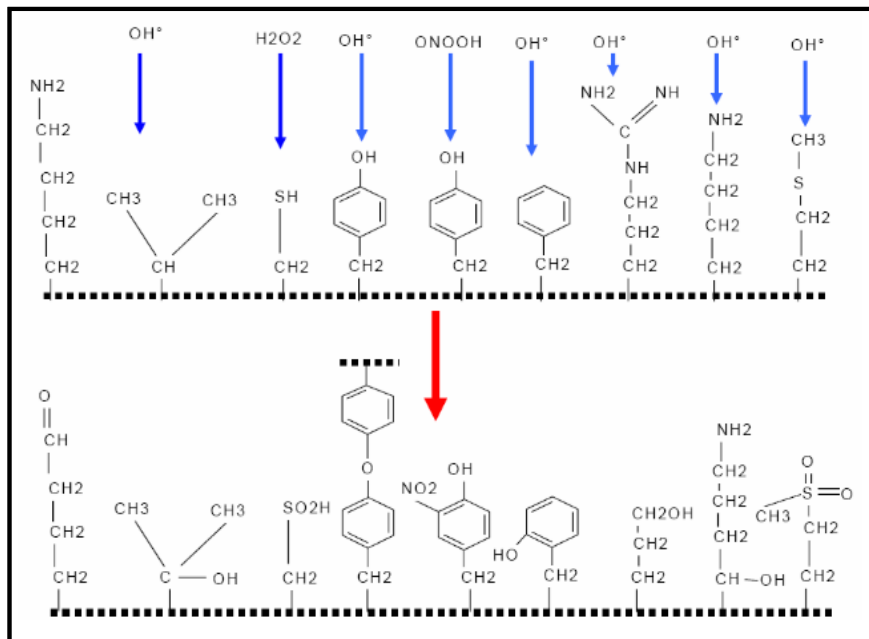 OH° H2O2 OH° ONOOH OH° OH° OH° OH°
NH2 NH2 NH
NH2
CH2 C CH3
OH OH CH2
NH
CH2 S
CH3 CH3 SH CH2 CH2
CH2 CH2 CH2
CH2
CH2 CH CH2 CH2 CH2 CH2 CH2 CH2 CH2
O
NH2
CH
O O
OH CH2
CH2 NO2 S O
CH3 CH3 SO2H CH2 CH3
CH2OH
CH2 CH2 CH2 CH2
HO
CH2 C OH CH2 CH2 CH2 CH2 CH2 CH OH CH2